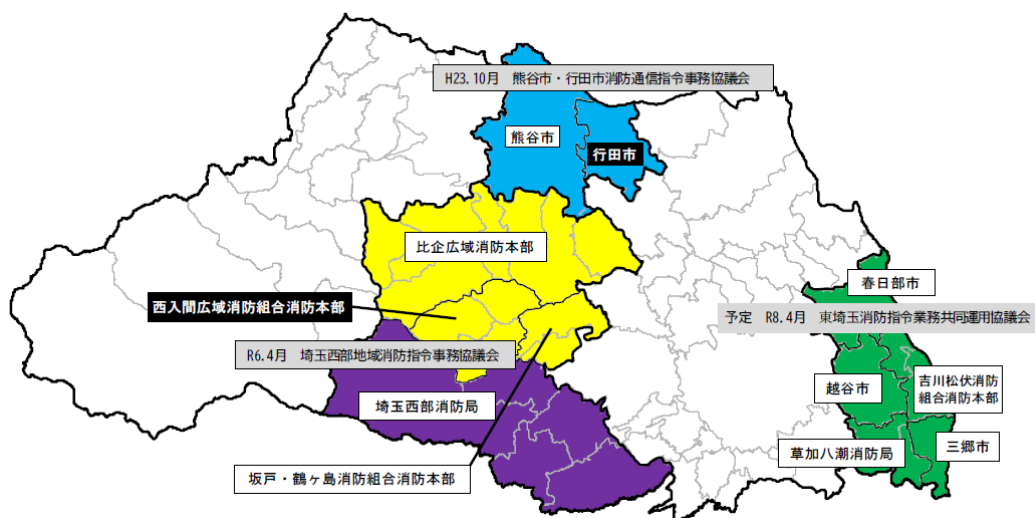 H23.10月　熊谷市・行田市消防通信指令事務協議会
熊谷市
行田市
比企広域消防本部
春日部市
西入間広域消防組合消防本部
予定　R8.4月　東埼玉消防指令業務共同運用協議会
R6.4月　埼玉西部地域消防指令事務協議会
越谷市
吉川松伏消防
組合消防本部
埼玉西部消防局
草加八潮消防局
三郷市
坂戸・鶴ヶ島消防組合消防本部